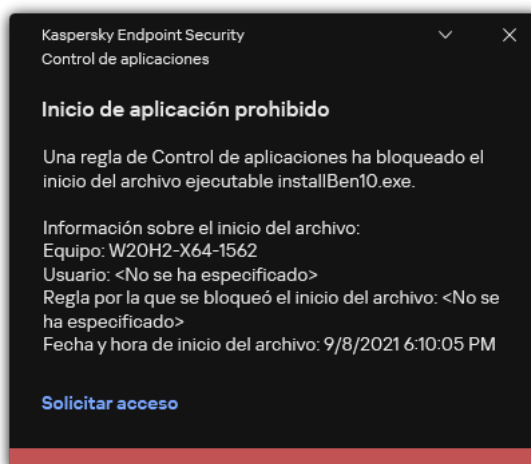 Kaspersky Endpoint Security
Control de aplicaciones
Inicio de aplicación prohibido
Una regla de Control de aplicaciones ha bloqueado el
inicio del archivo ejecutable installBen10.exe.
Información sobre el inicio del archivo:
Equipo: W20H2-X64-1562
Usuario: <No se ha especificado>
Regla por la que se bloqueó el inicio del archivo: <No se
ha especificado>
Fecha y hora de inicio del archivo: 9/8/2021 6:10:05 PM
Solicitar acceso